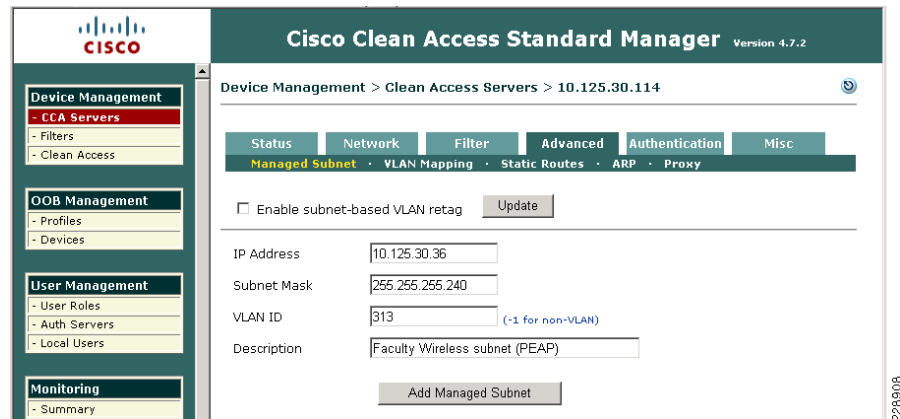 CISCO
Cisco Clean Access Standard Manager Version 4.7.2
Device Management
- CCA Servers
- Filters
- Clean Access
OOB Management
- Profiles
- Devices
User Management
- User Roles
- Auth Servers
- Local Users
Monitoring
- Summary
Device Management > Clean Access Servers > 10.125.30.114
Status Network Filter Advanced Authentication Misc
Managed Subnet · VLAN Mapping · Static Routes · ARP · Proxy
Enable subnet-based VLAN retag Update
IP Address 10.125.30.36
Subnet Mask 255.255.255.240
VLAN ID 313 (-1 for non-VLAN)
Description Faculty Wireless subnet (PEAP)
Add Managed Subnet
228908